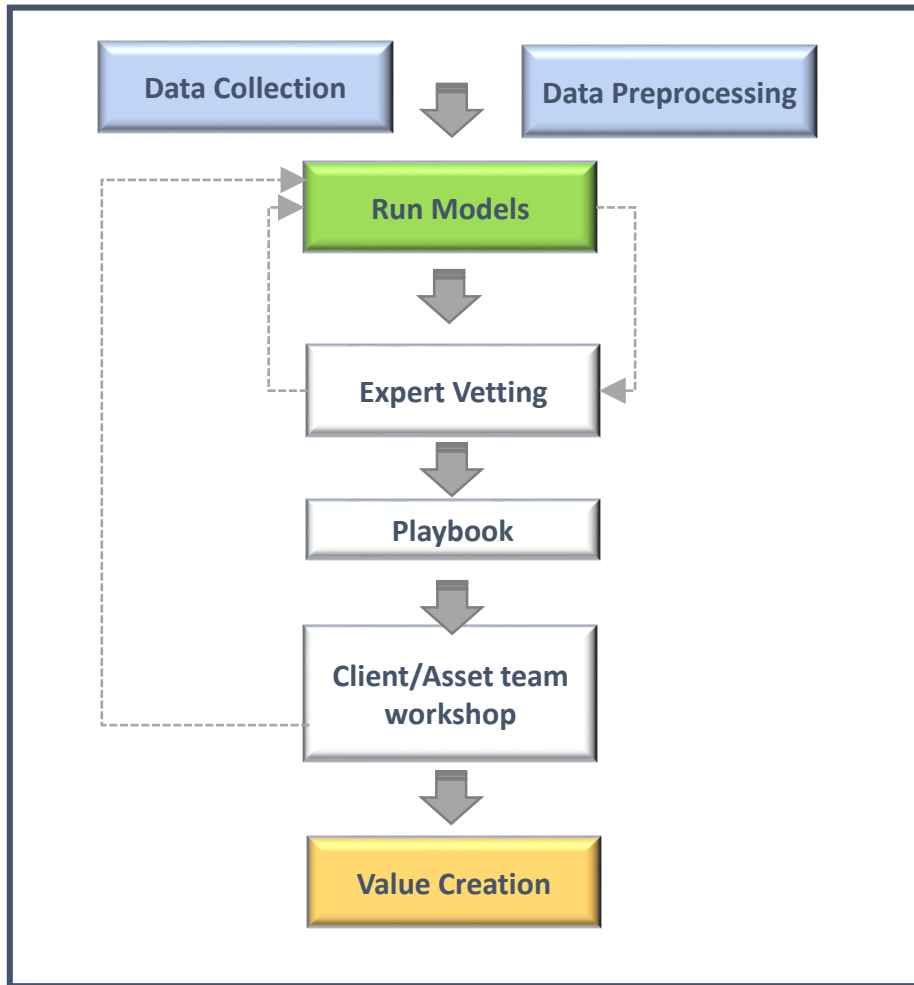 Data Collection
Data Preprocessing
Run Models
Expert Vetting
Playbook
Client/Asset team
workshop
Value Creation